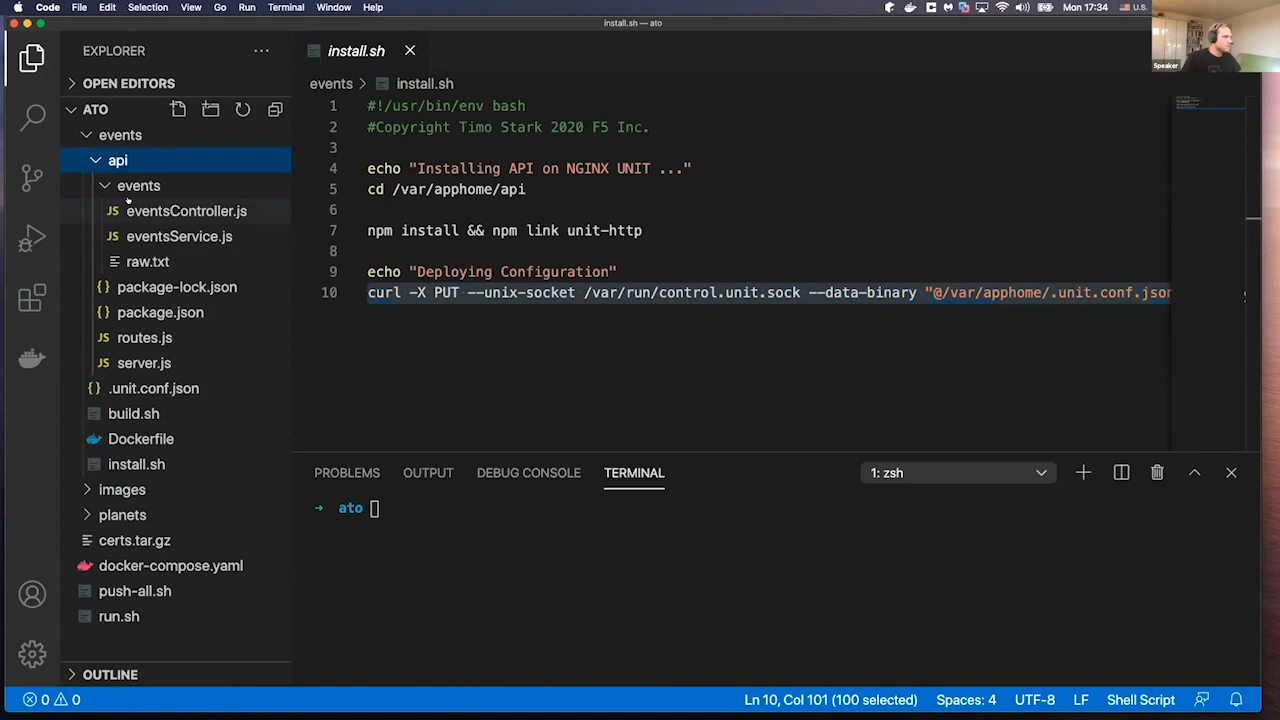 Code File Edit Selection View Go Run Terminal Window Help Mon 17:34 U.S.
install.sh — ato
Speaker
EXPLORER
OPEN EDITORS
ATO
events
api
events
JS eventsController.js
JS eventsService.js
raw.txt
{} package-lock.json
{} package.json
JS routes.js
JS server.js
{} .unit.conf.json
build.sh
Dockerfile
install.sh
images
planets
certs.tar.gz
docker-compose.yaml
push-all.sh
run.sh
OUTLINE
install.sh
events > install.sh
1 #!/usr/bin/env bash
2 #Copyright Timo Stark 2020 F5 Inc.
3
4 echo "Installing API on NGINX UNIT ..."
5 cd /var/apphome/api
6
7 npm install && npm link unit-http
8
9 echo "Deploying Configuration"
10 curl -X PUT --unix-socket /var/run/control.unit.sock --data-binary "@/var/apphome/.unit.conf.json
PROBLEMS OUTPUT DEBUG CONSOLE TERMINAL 1: zsh
→ ato
0 0 Ln 10, Col 101 (100 selected) Spaces: 4 UTF-8 LF Shell Script